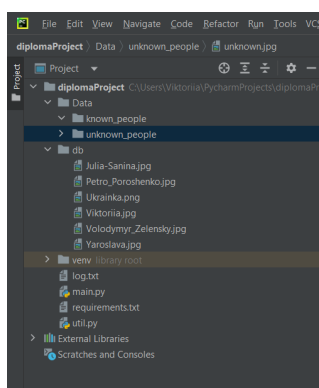 File Edit View Navigate Code Refactor Run Tools VCS
diplomaProject Data unknown_people unknown.jpg
Project
Project
diplomaProject C:\Users\Viktoriia\PycharmProjects\diplomaPr
Data
known_people
unknown_people
db
Julia-Sanina.jpg
Petro_Poroshenko.jpg
Ukrainka.png
Viktoriia.jpg
Volodymyr_Zelensky.jpg
Yaroslava.jpg
venv library root
log.txt
main.py
requirements.txt
util.py
External Libraries
Scratches and Consoles